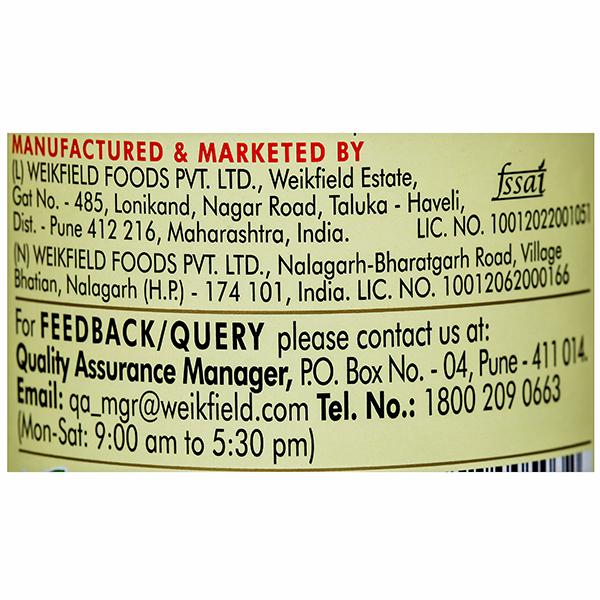 MANUFACTURED & MARKETED BY
(L) WEIKFIELD FOODS PVT. LTD., Weikfield Estate,
Gat No. - 485, Lonikand, Nagar Road, Taluka - Haveli,
fssai
Dist. - Pune 412 216, Maharashtra, India. LIC. NO. 10012022001051
(N) WEIKFIELD FOODS PVT. LTD., Nalagarh-Bharatgarh Road, Village
Bhatian, Nalagarh (H.P.) - 174 101, India. LIC. NO. 10012062000166
For FEEDBACK/QUERY please contact us at:
Quality Assurance Manager, P.O. Box No. - 04, Pune - 411 014.
Email: qa_mgr@weikfield.com Tel. No.: 1800 209 0663
(Mon-Sat: 9:00 am to 5:30 pm)